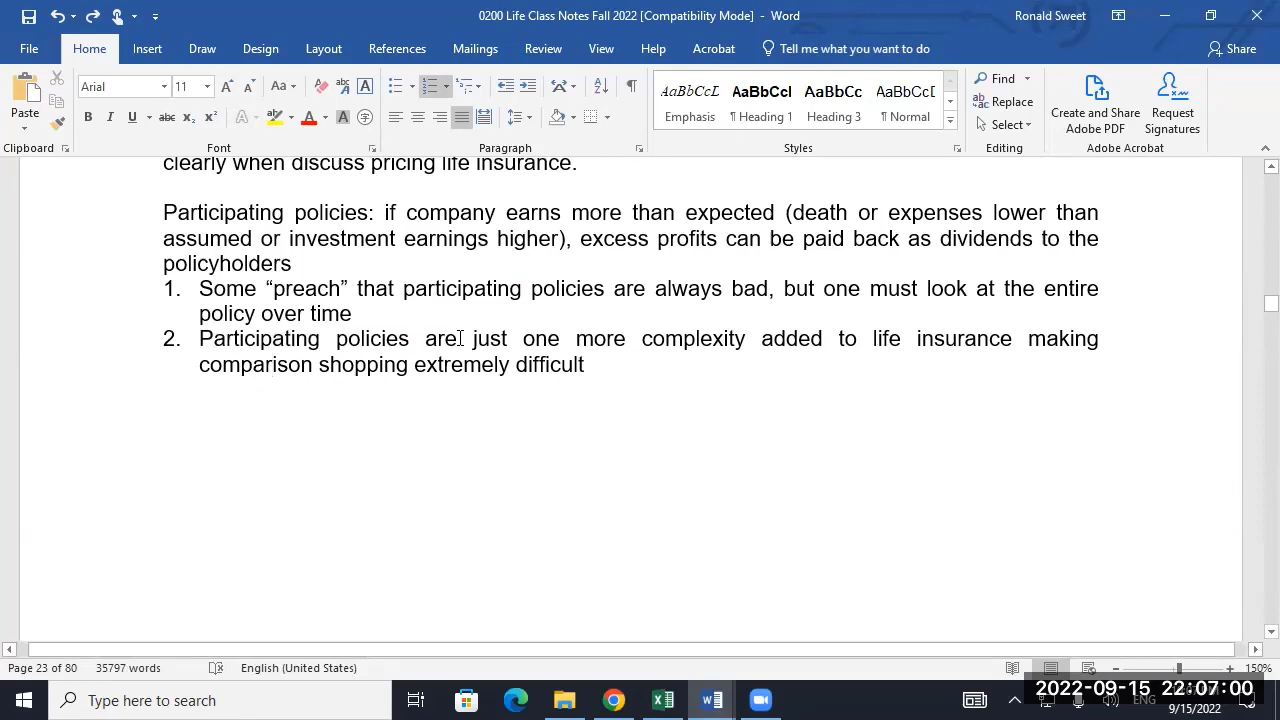 0200 Life Class Notes Fall 2022 [Compatibility Mode] - Word
Ronald Sweet
File Home Insert Draw Design Layout References Mailings Review View Help Acrobat Tell me what you want to do Share
Paste
Arial 11
Find
Replace
Select
AaBbCcI AaBbCcI AaBbCc AaBbCcI
Emphasis ¶ Heading 1 Heading 3 ¶ Normal
Create and Share Adobe PDF
Request Signatures
Clipboard Font Paragraph Styles Editing Adobe Acrobat
clearly when discuss pricing life insurance.
Participating policies: if company earns more than expected (death or expenses lower than
assumed or investment earnings higher), excess profits can be paid back as dividends to the
policyholders
1. Some “preach” that participating policies are always bad, but one must look at the entire
policy over time
2. Participating policies are just one more complexity added to life insurance making
comparison shopping extremely difficult
Page 23 of 80 35797 words English (United States) 150%
Type here to search
2022-09-15 22:07:00
ENG
9/15/2022